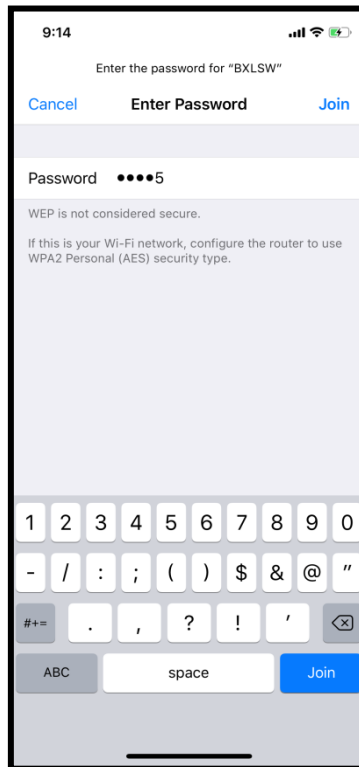 9:14
Enter the password for “BXLSW”
Cancel Enter Password Join
Password ••••5
WEP is not considered secure.
If this is your Wi-Fi network, configure the router to use
WPA2 Personal (AES) security type.
1 2 3 4 5 6 7 8 9 0
- / : ; ( ) $ & @ "
#+= . , ? ! '
ABC space Join